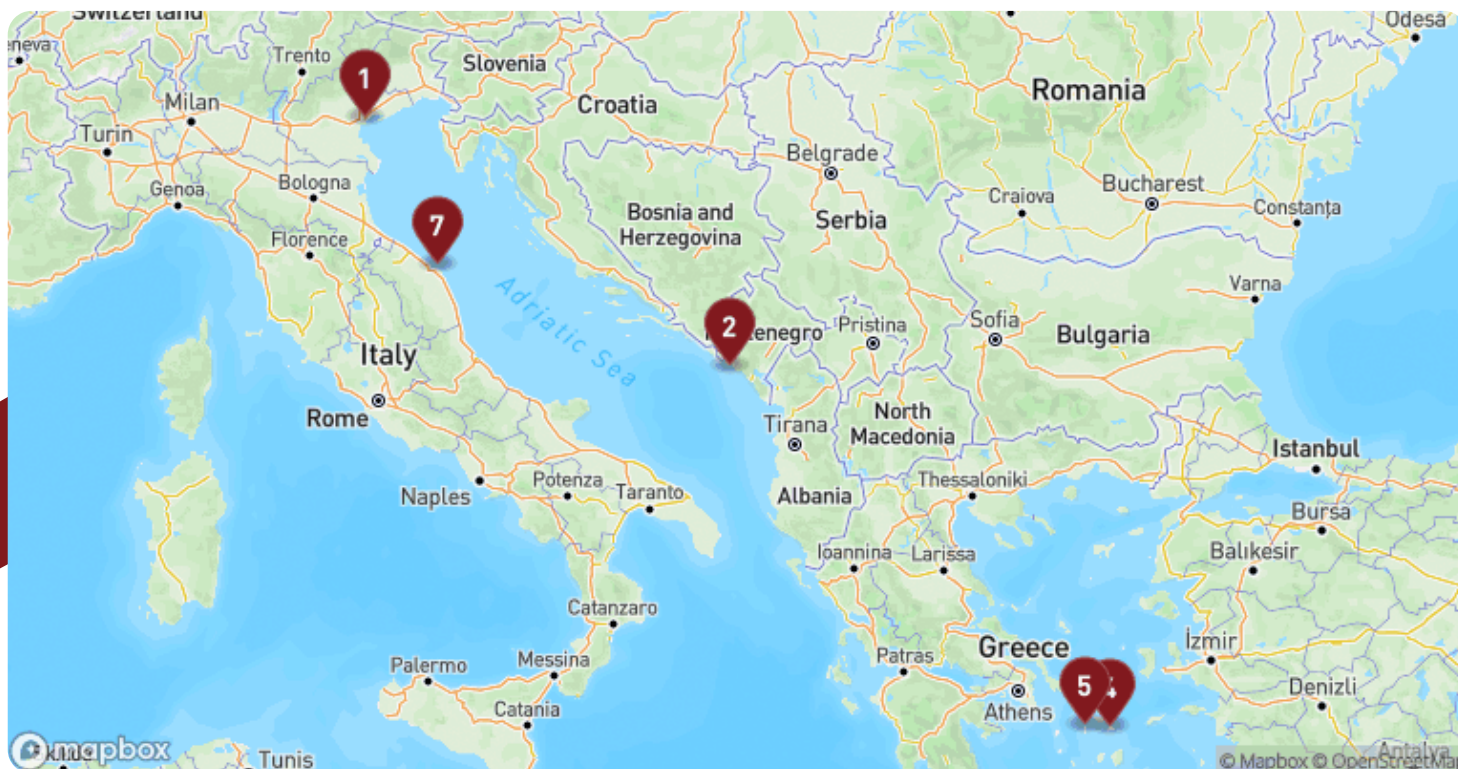 Switzerland
Odesa
eneva
Trento
1
Slovenia
Milan
Croatia
Romania
Turin
Belgrade
Genoa
Bologna
Craiova
Bucharest
Constanța
Bosnia and
Herzegovina
Serbia
7
Florence
Adriatic Sea
Varna
2
tenegro
Pristina
Sofia
Bulgaria
Italy
Rome
Tirana
North
Macedonia
Istanbul
Naples
Potenza
Taranto
Albania
Thessaloniki
Bursa
Ioannina
Larissa
Balıkesir
Catanzaro
Greece
İzmir
Palermo
Messina
Patras
5
4
Denizli
Catania
Athens
mapbox
Tunis
Antalya
© Mapbox © OpenStreetMap